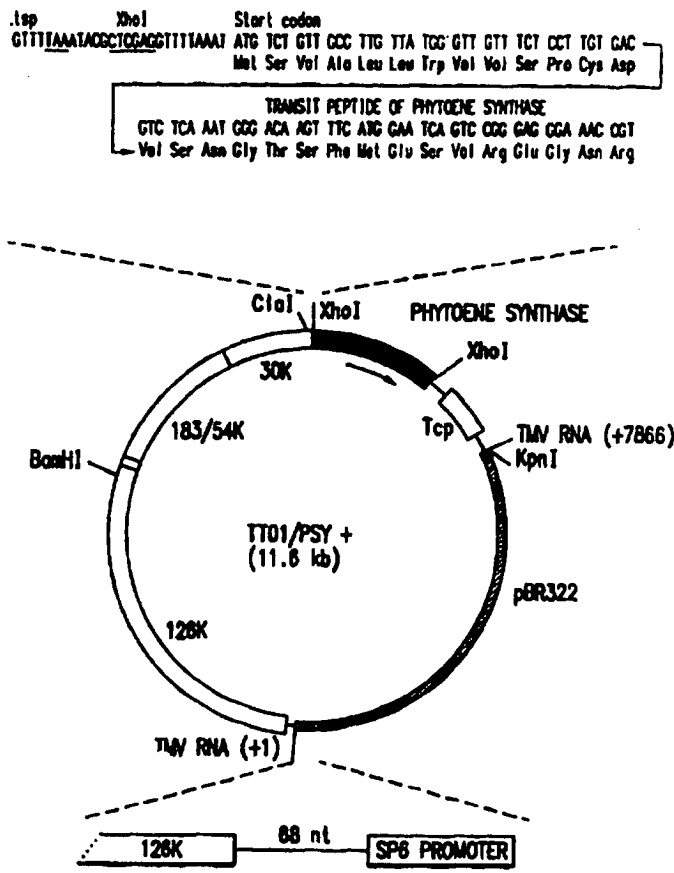 .tsp XhoI Start codon
GTTTTAAATACGCTCGAGGTTTTAAAT ATG TCT GTT GCC TTG TTA TGG GTT GTT TCT CCT TGT GAC
Met Ser Val Ala Leu Leu Trp Val Val Ser Pro Cys Asp
TRANSIT PEPTIDE OF PHYTOENE SYNTHASE
GTC TCA AAT GGG ACA AGT TTC ATG GAA TCA GTC CGG GAG GGA AAC CGT
Val Ser Asn Gly Thr Ser Phe Met Glu Ser Val Arg Glu Gly Asn Arg
ClaI XhoI PHYTOENE SYNTHASE
XhoI
30K
Tcp
TMV RNA (+7866)
KpnI
183/54K
BamHI
TTO1/PSY +
(11.6 kb)
pBR322
126K
TMV RNA (+1)
68 nt
126K
SP6 PROMOTER